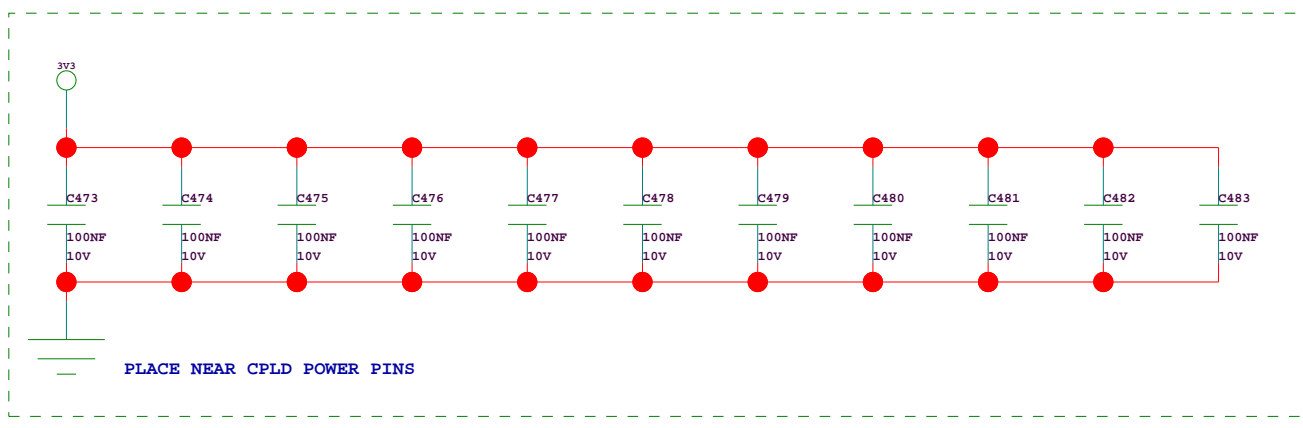 3V3
C473 C474 C475 C476 C477 C478 C479 C480 C481 C482 C483
100NF 100NF 100NF 100NF 100NF 100NF 100NF 100NF 100NF 100NF 100NF
10V 10V 10V 10V 10V 10V 10V 10V 10V 10V 10V
PLACE NEAR CPLD POWER PINS